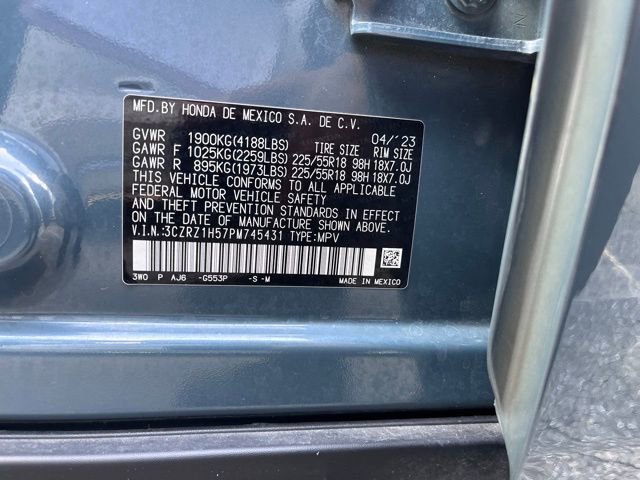 MFD.BY HONDA DE MEXICO S.A. DE C.V.
04/'23
GVWR 1900KG(4188LBS) TIRE SIZE RIM SIZE
GAWR F 1025KG(2259LBS) 225/55R18 98H 18X7.0J
GAWR R 895KG(1973LBS) 225/55R18 98H 18X7.0J
THIS VEHICLE CONFORMS TO ALL APPLICABLE
FEDERAL MOTOR VEHICLE SAFETY
AND THEFT PREVENTION STANDARDS IN EFFECT
ON THE DATE OF MANUFACTURE SHOWN ABOVE.
V.I.N.:3CZRZ1H57PM745431 TYPE:MPV
3W0 P AJ6 -G553P -S -M MADE IN MEXICO
N